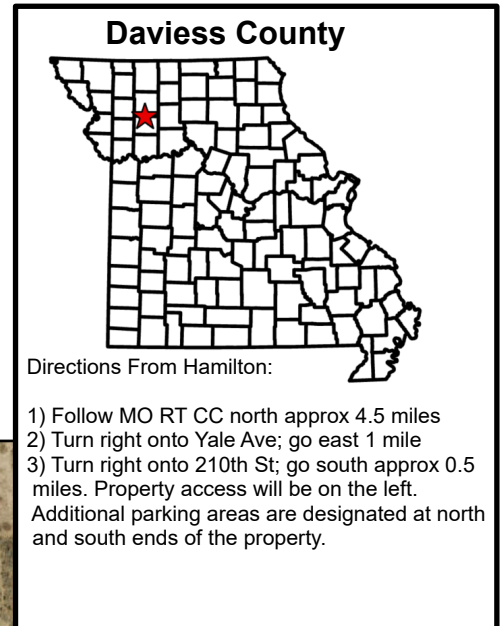 Daviess County
Directions From Hamilton:
1) Follow MO RT CC north approx 4.5 miles
2) Turn right onto Yale Ave; go east 1 mile
3) Turn right onto 210th St; go south approx 0.5
miles. Property access will be on the left.
Additional parking areas are designated at north
and south ends of the property.